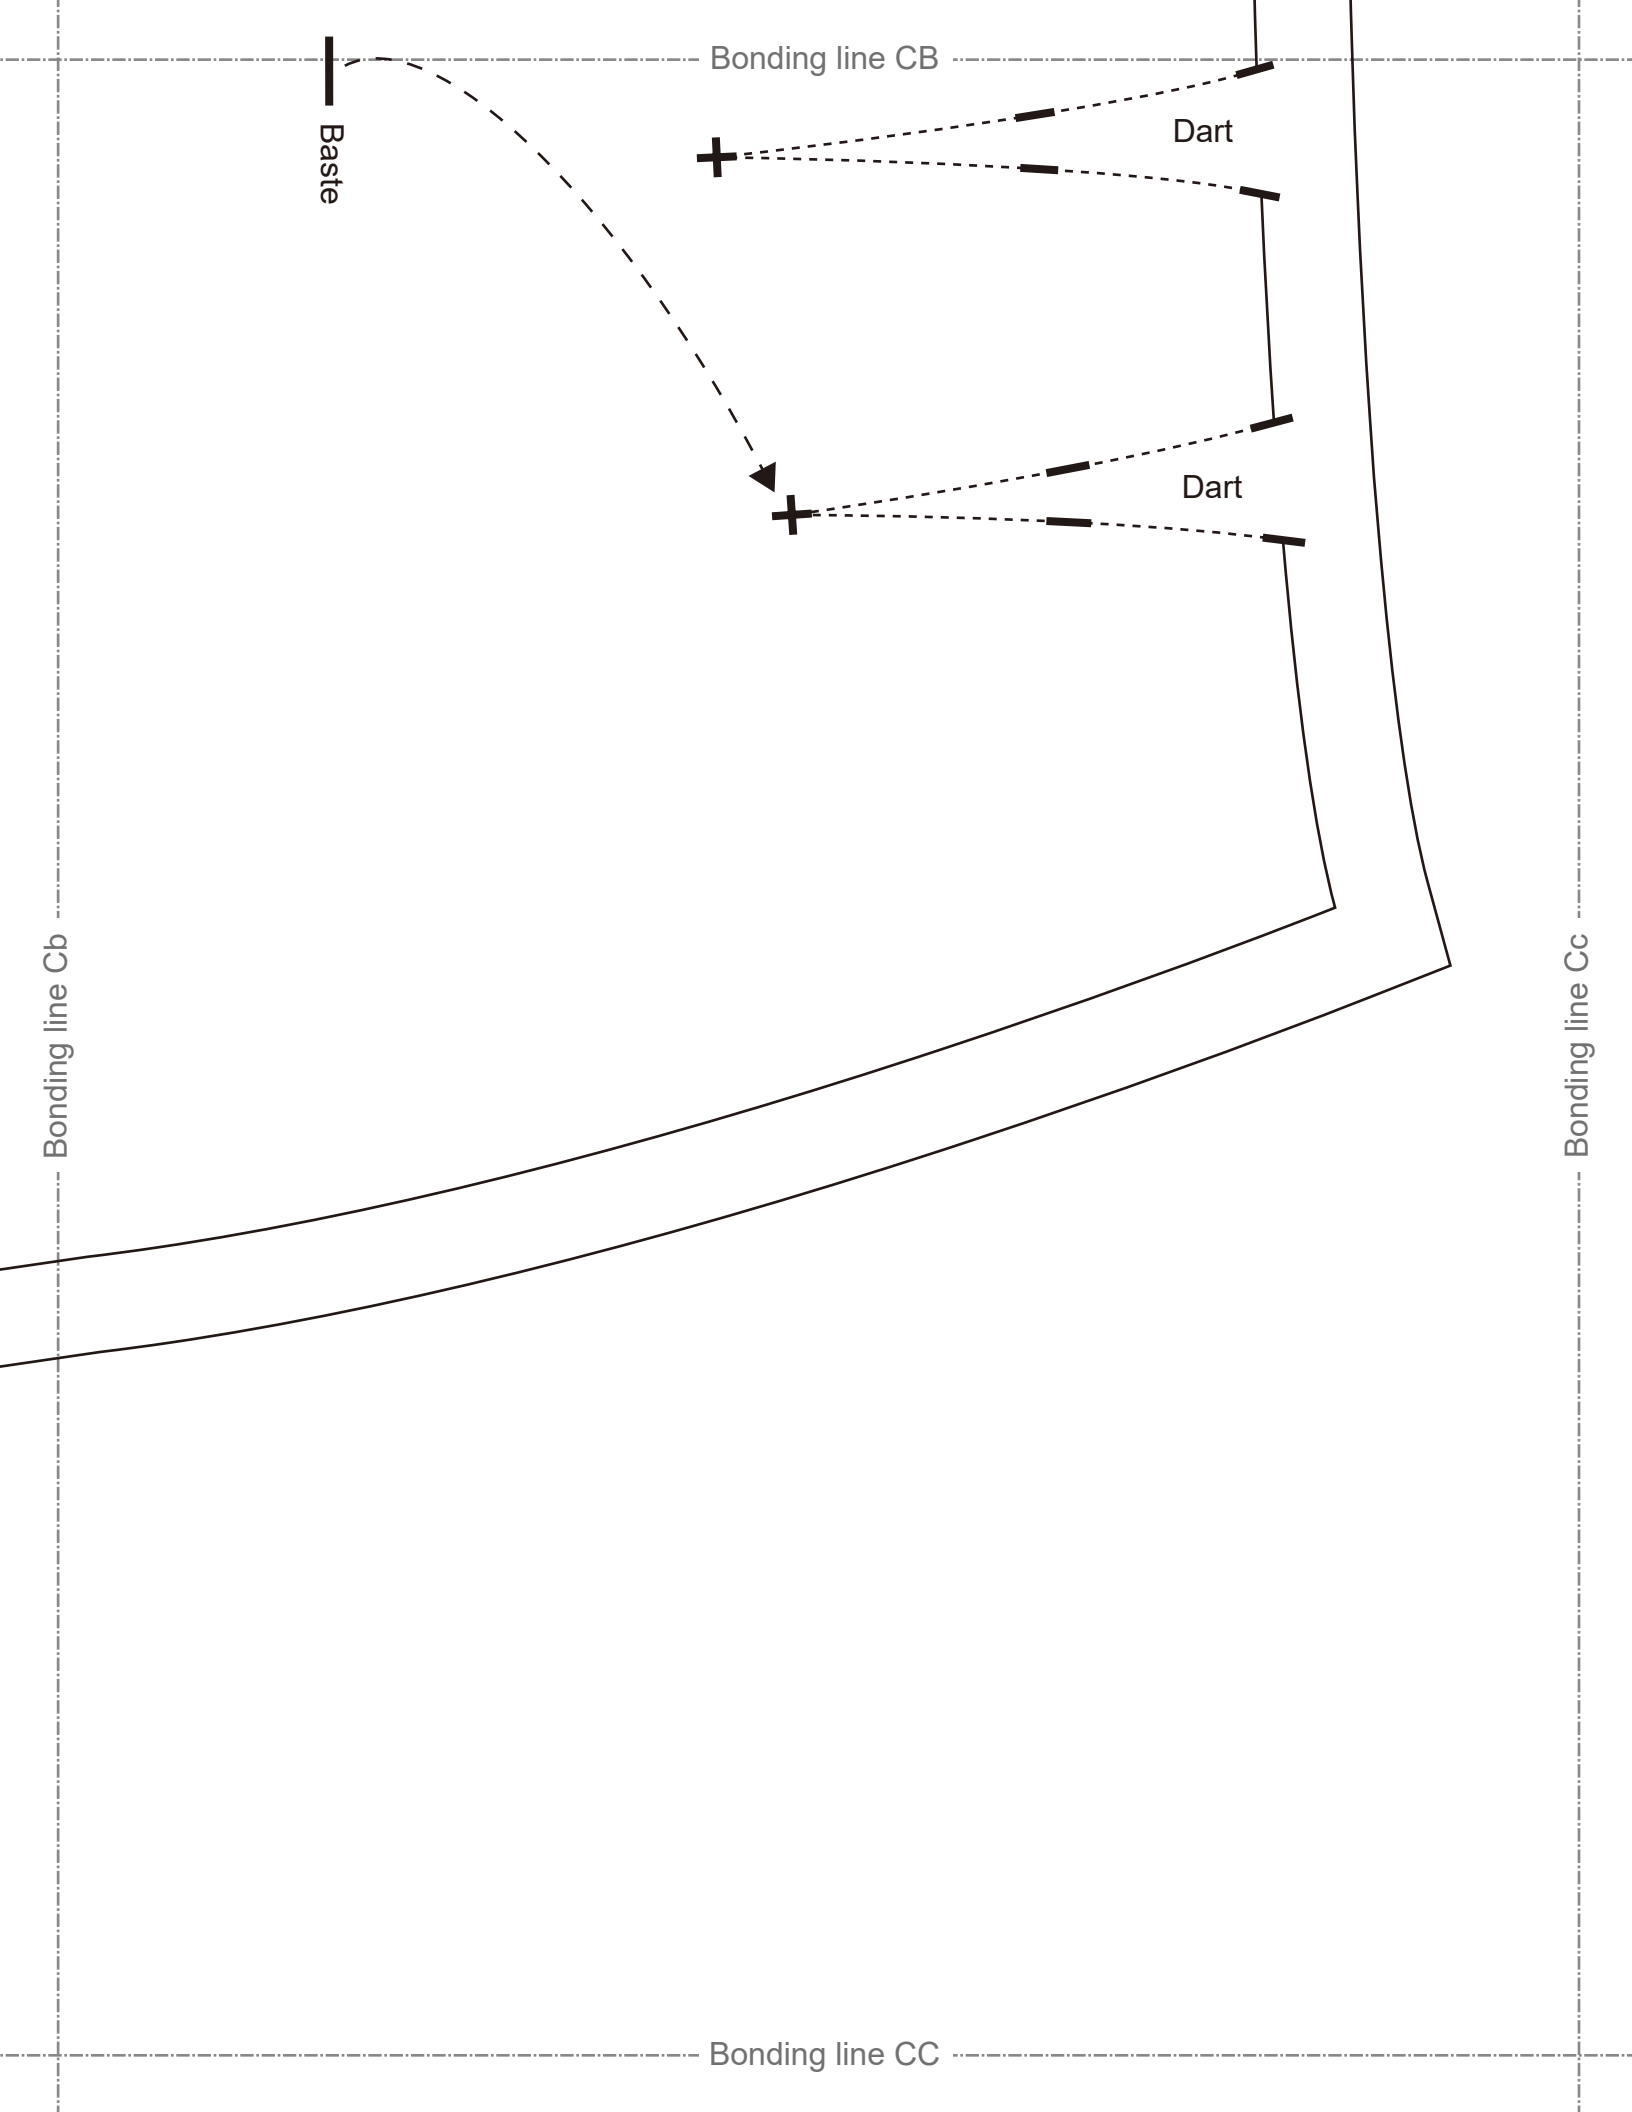 Bonding line CB
Baste
Dart
Dart
Bonding line Cb
Bonding line Cc
Bonding line CC